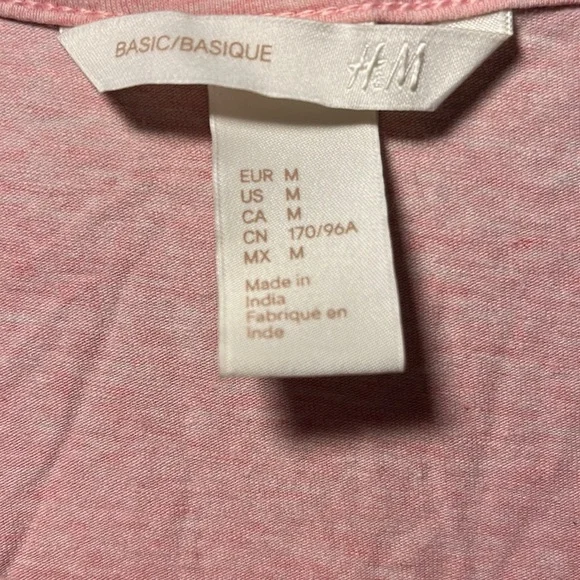 BASIC/BASIQUE
H&M
EUR M
US M
CA M
CN 170/96A
MX M
Made in
India
Fabriqué en
Inde